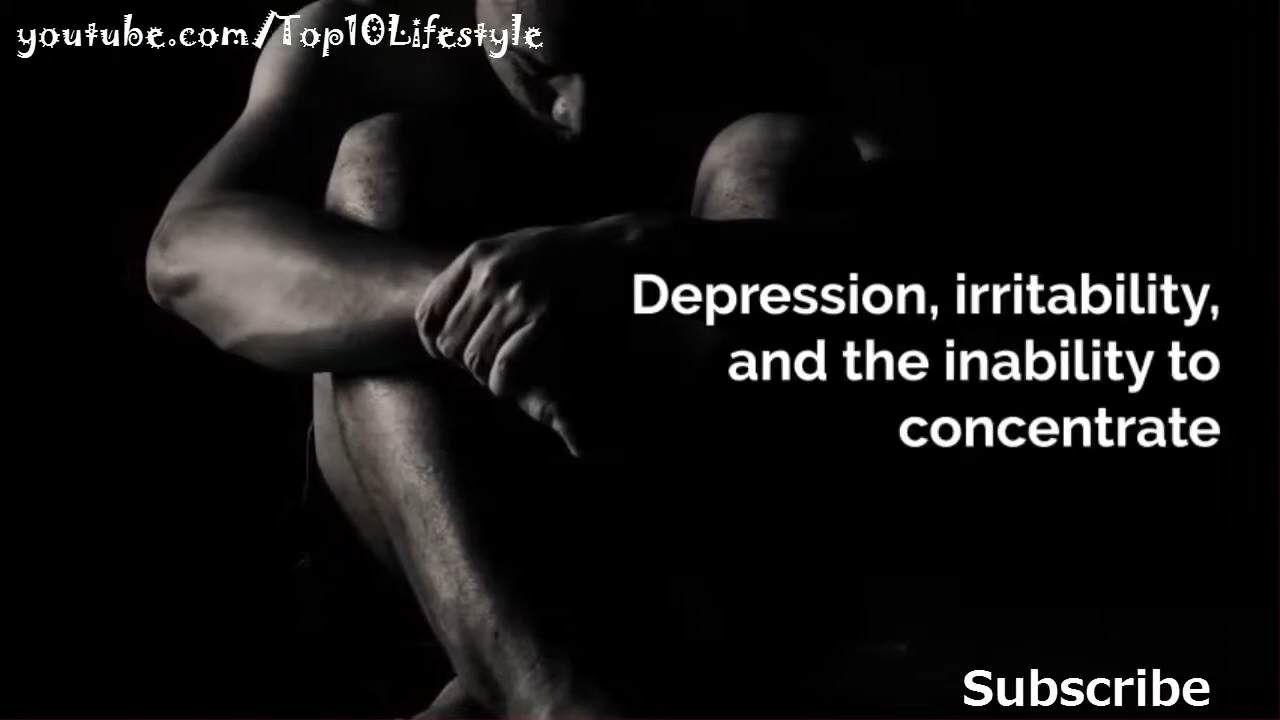 youtube.com/Top10Lifestyle
Depression, irritability,
and the inability to
concentrate
Subscribe